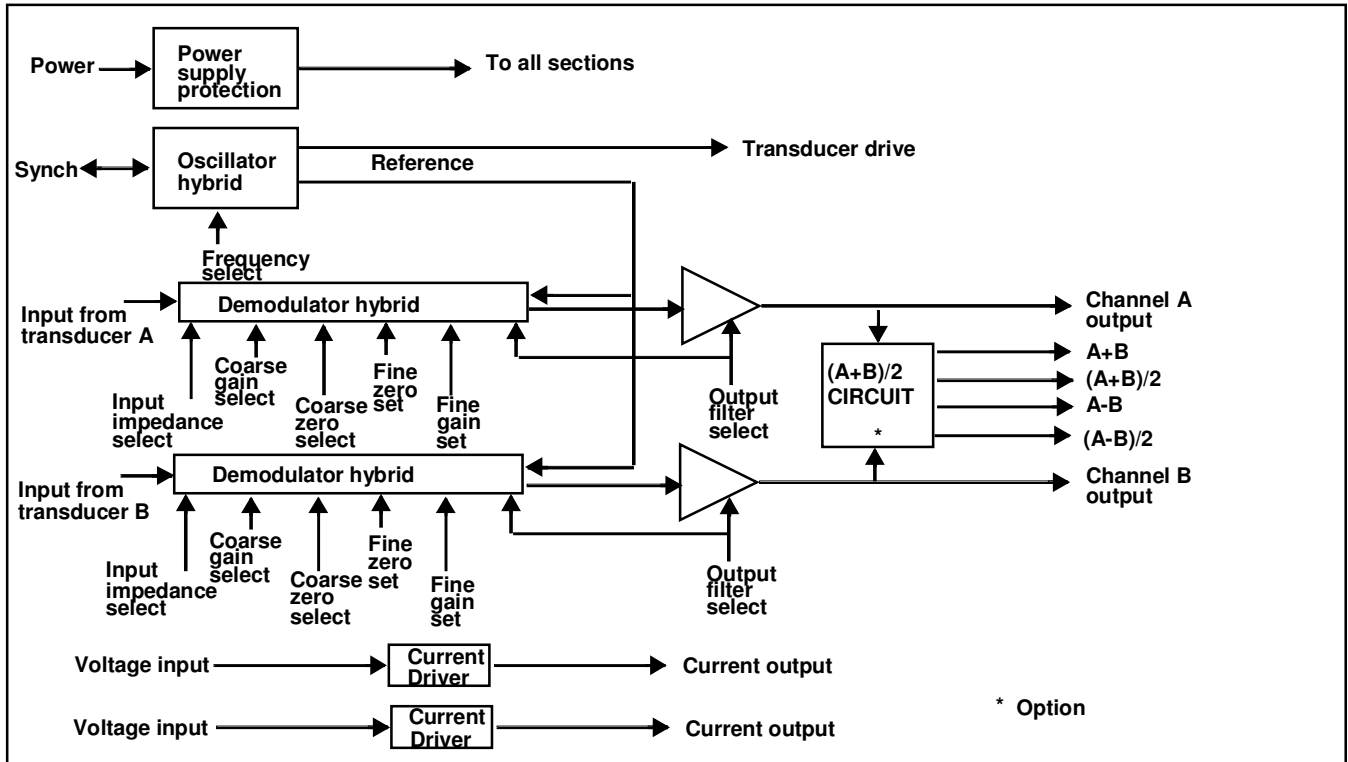 Power
Power
supply
protection
To all sections
Synch
Oscillator
hybrid
Reference
Transducer drive
Frequency
select
Input from
transducer A
Demodulator hybrid
Channel A
output
Input
impedance
select
Coarse
gain
select
Coarse
zero
select
Fine
zero
set
Fine
gain
set
Output
filter
select
(A+B)/2
CIRCUIT
*
A+B
(A+B)/2
A-B
(A-B)/2
Input from
transducer B
Demodulator hybrid
Channel B
output
Input
impedance
select
Coarse
gain
select
Coarse
zero
select
Fine
zero
set
Fine
gain
set
Output
filter
select
Voltage input
Current
Driver
Current output
Voltage input
Current
Driver
Current output
* Option